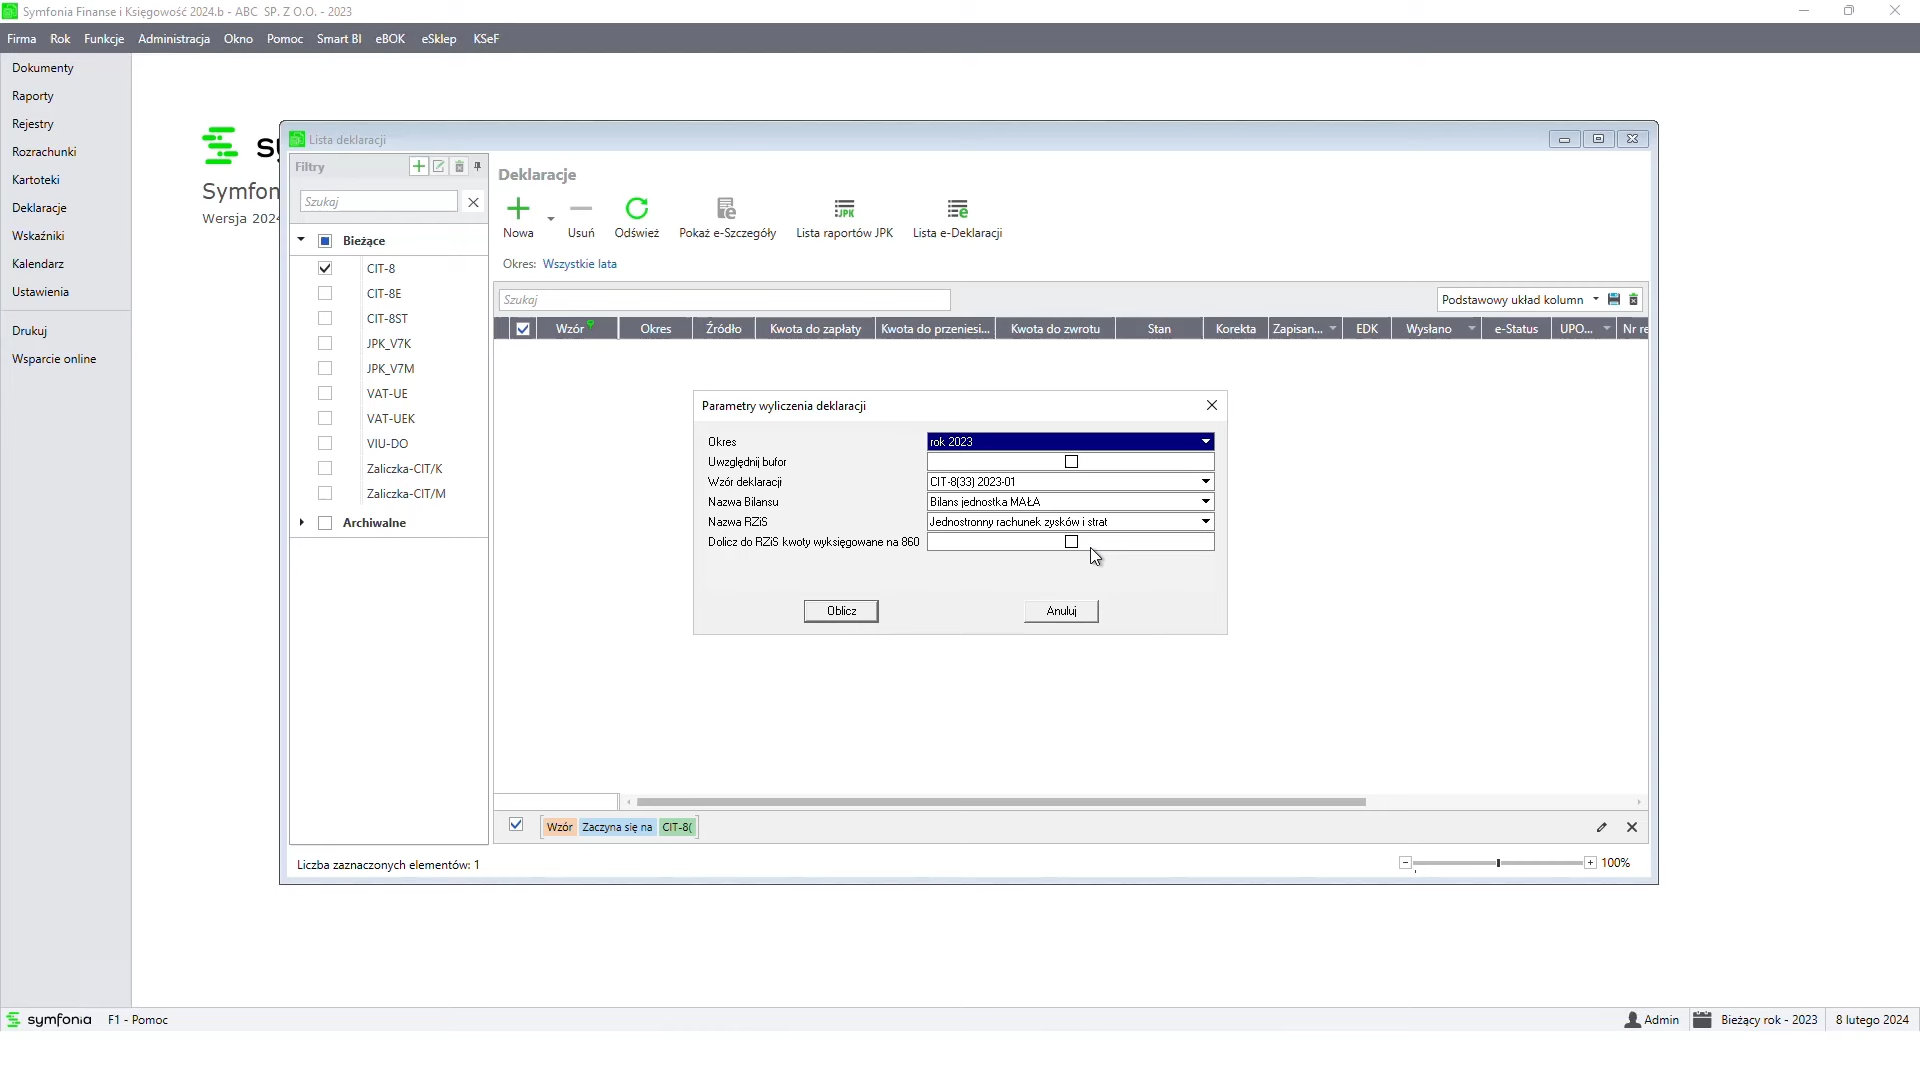 Symfonia Finanse i Księgowość 2024.b - ABC SP. Z O.O. - 2023
Firma Rok Funkcje Administracja Okno Pomoc Smart BI eBOK eSklep KSeF
Dokumenty
Raporty
Rejestry
Rozrachunki
Kartoteki
Deklaracje
Wskaźniki
Kalendarz
Ustawienia
Drukuj
Wsparcie online
sy
Symfon
Wersja 2024
Lista deklaracji
Filtry
Szukaj
Bieżące
CIT-8
CIT-8E
CIT-8ST
JPK_V7K
JPK_V7M
VAT-UE
VAT-UEK
VIU-DO
Zaliczka-CIT/K
Zaliczka-CIT/M
Archiwalne
Deklaracje
Nowa Usuń Odśwież Pokaż e-Szczegóły JPK Lista raportów JPK Lista e-Deklaracji
Okres: Wszystkie lata
Szukaj Podstawowy układ kolumn
Wzór Okres Źródło Kwota do zapłaty Kwota do przeniesi... Kwota do zwrotu Stan Korekta Zapisan... EDK Wysłano e-Status UPO... Nr re
Parametry wyliczenia deklaracji
Okres rok 2023
Uwzględnij bufor
Wzór deklaracji CIT-8(33) 2023-01
Nazwa Bilansu Bilans jednostka MAŁA
Nazwa RZiS Jednostronny rachunek zysków i strat
Dolicz do RZiS kwoty wyksięgowane na 860
Oblicz Anuluj
Wzór Zaczyna się na CIT-8(
Liczba zaznaczonych elementów: 1 100%
symfonia F1 - Pomoc Admin Bieżący rok - 2023 8 lutego 2024